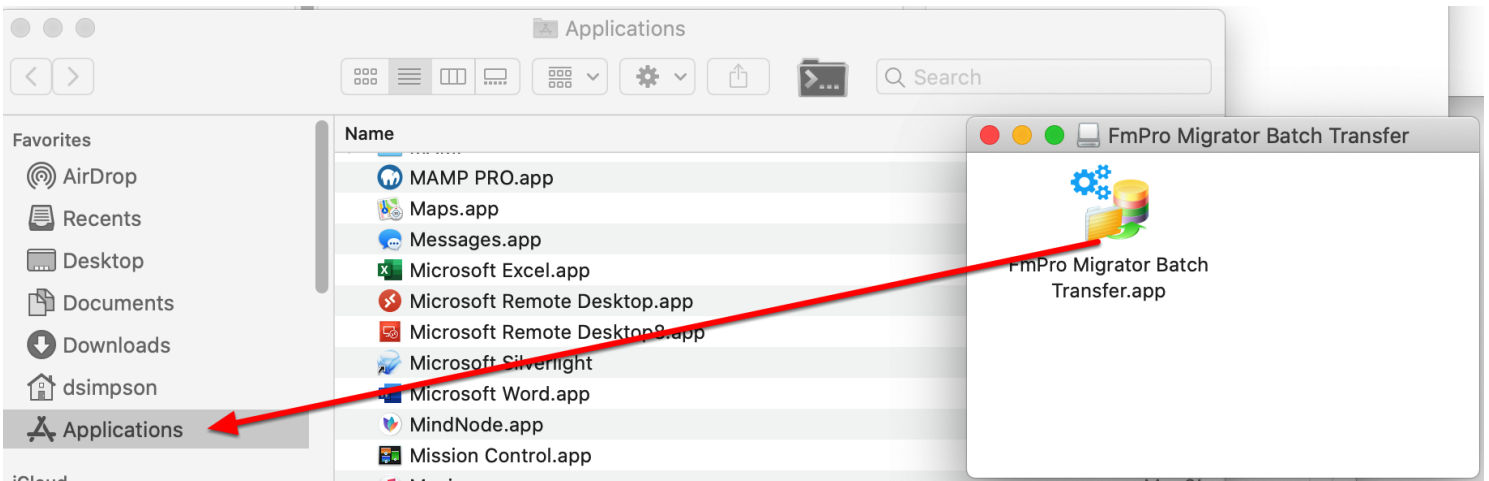 Applications
Search
Favorites
AirDrop
Recents
Desktop
Documents
Downloads
dsimpson
Applications
iCloud
Name
MAMP PRO.app
Maps.app
Messages.app
Microsoft Excel.app
Microsoft Remote Desktop.app
Microsoft Remote Desktop8.app
Microsoft Silverlight
Microsoft Word.app
MindNode.app
Mission Control.app
FmPro Migrator Batch Transfer
FmPro Migrator Batch
Transfer.app